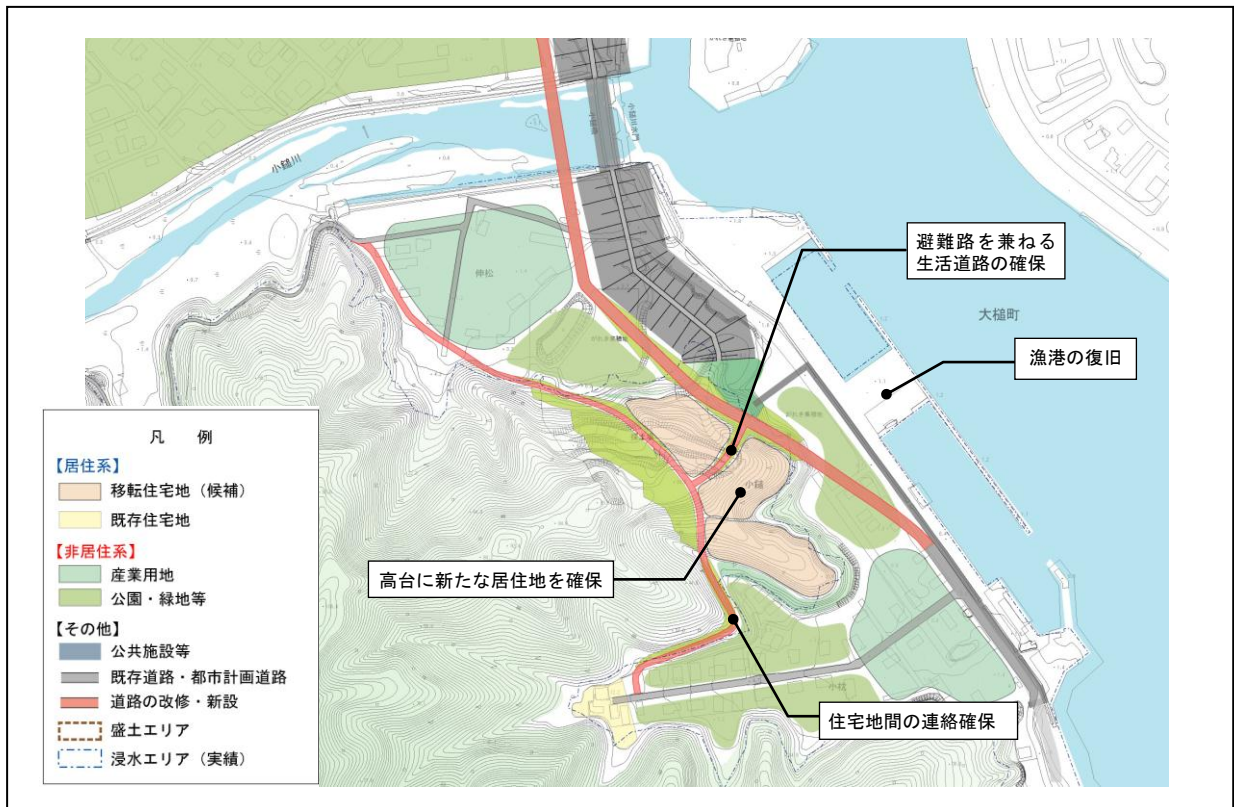 小鎚川
伸松
大槌町
小鎚
避難路を兼ねる
生活道路の確保
漁港の復旧
高台に新たな居住地を確保
住宅地間の連絡確保
凡 例
【居住系】
移転住宅地（候補）
既存住宅地
【非居住系】
産業用地
公園・緑地等
【その他】
公共施設等
既存道路・都市計画道路
道路の改修・新設
盛土エリア
浸水エリア（実績）